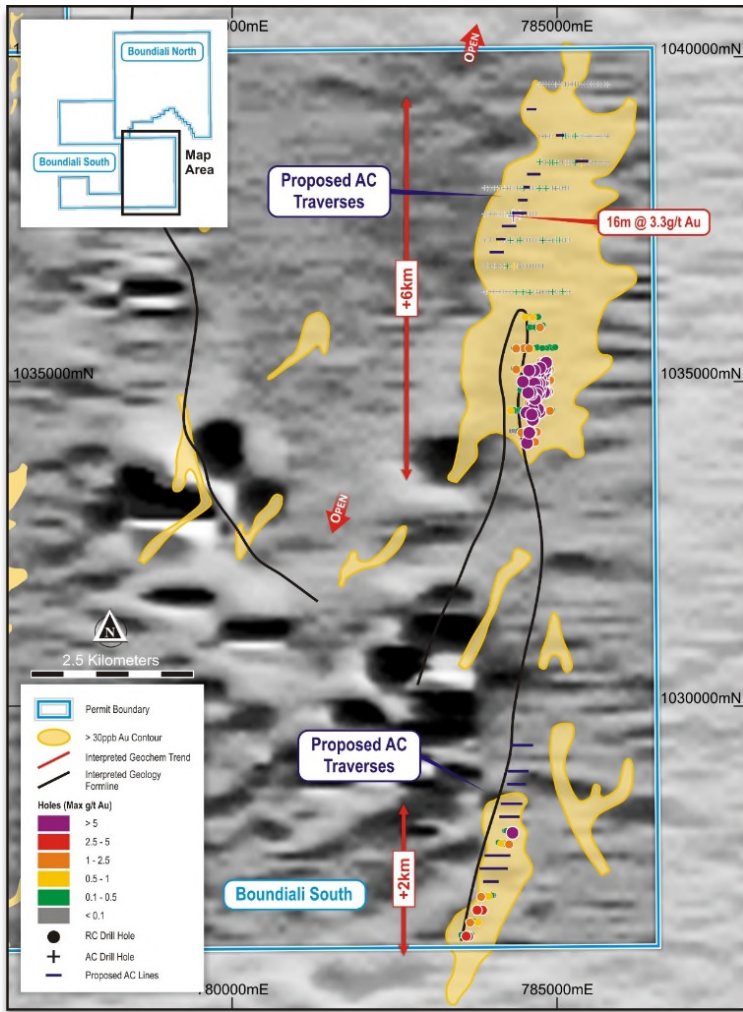 000mE
785000mE
OPEN
1040000mN
Boundiali North
Boundiali South
Map
Area
Proposed AC
Traverses
16m @ 3.3g/t Au
+6km
1035000mN
1035000mN
OPEN
N
2.5 Kilometers
1030000mN
Permit Boundary
> 30ppb Au Contour
Interpreted Geochem Trend
Interpreted Geology
Formline
Holes (Max g/t Au)
> 5
2.5 - 5
1 - 2.5
0.5 - 1
0.1 - 0.5
< 0.1
RC Drill Hole
AC Drill Hole
Proposed AC Lines
Proposed AC
Traverses
+2km
Boundiali South
780000mE
785000mE